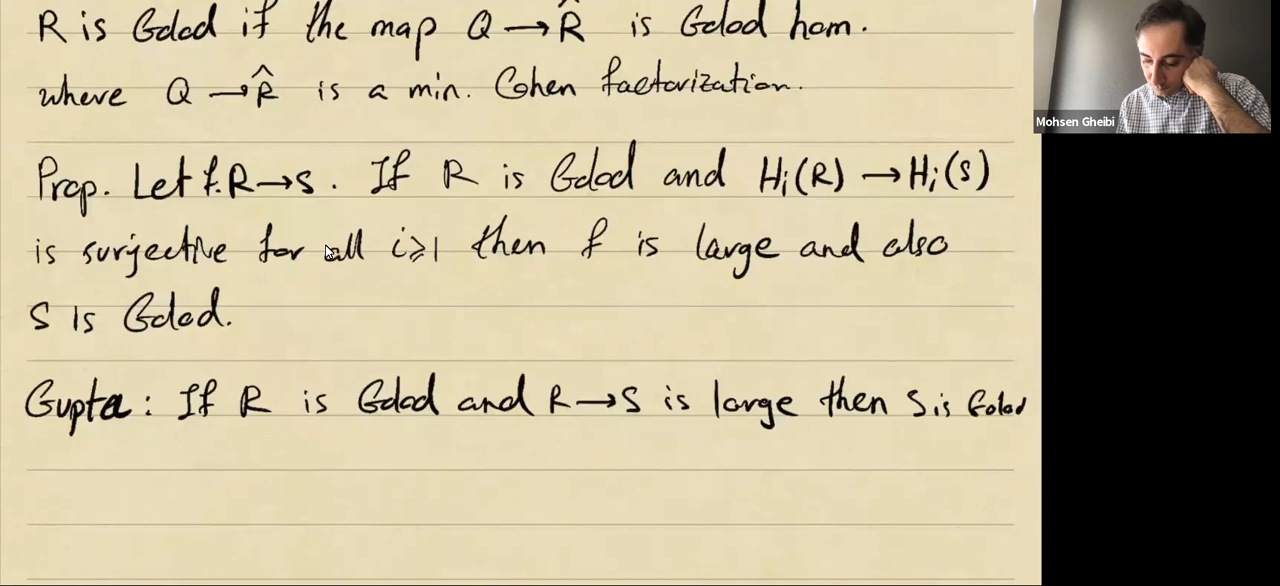 R is Golod if the map Q → R̂ is Golod hom.
where Q → R̂ is a min. Cohen factorization.
Mohsen Gheibi
Prop. Let f: R → S. If R is Golod and Hᵢ(R) → Hᵢ(S)
is surjective for all i ≥ 1 then f is large and also
S is Golod.
Gupta: If R is Golod and R → S is large then S is Golod